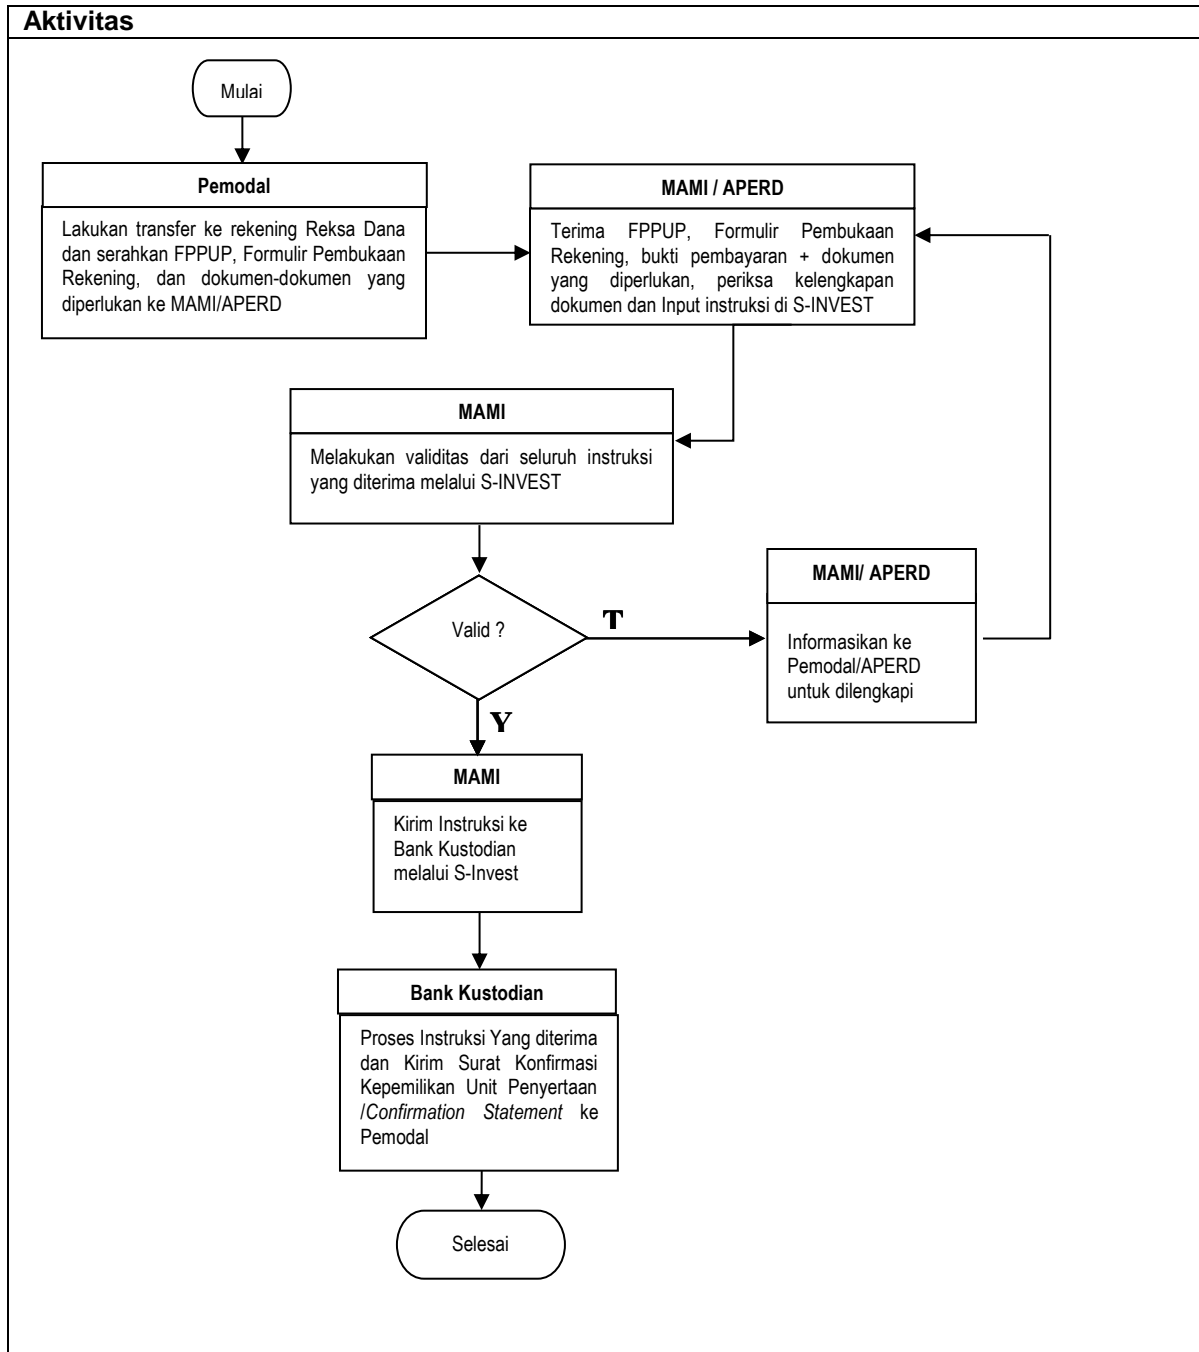 Aktivitas
Mulai
Pemodal
Lakukan transfer ke rekening Reksa Dana
dan serahkan FPPUP, Formulir Pembukaan
Rekening, dan dokumen-dokumen yang
diperlukan ke MAMI/APERD
MAMI / APERD
Terima FPPUP, Formulir Pembukaan
Rekening, bukti pembayaran + dokumen
yang diperlukan, periksa kelengkapan
dokumen dan Input instruksi di S-INVEST
MAMI
Melakukan validitas dari seluruh instruksi
yang diterima melalui S-INVEST
Valid ?
T
MAMI/ APERD
Informasikan ke
Pemodal/APERD
untuk dilengkapi
Y
MAMI
Kirim Instruksi ke
Bank Kustodian
melalui S-Invest
Bank Kustodian
Proses Instruksi Yang diterima
dan Kirim Surat Konfirmasi
Kepemilikan Unit Penyertaan
/Confirmation Statement ke
Pemodal
Selesai